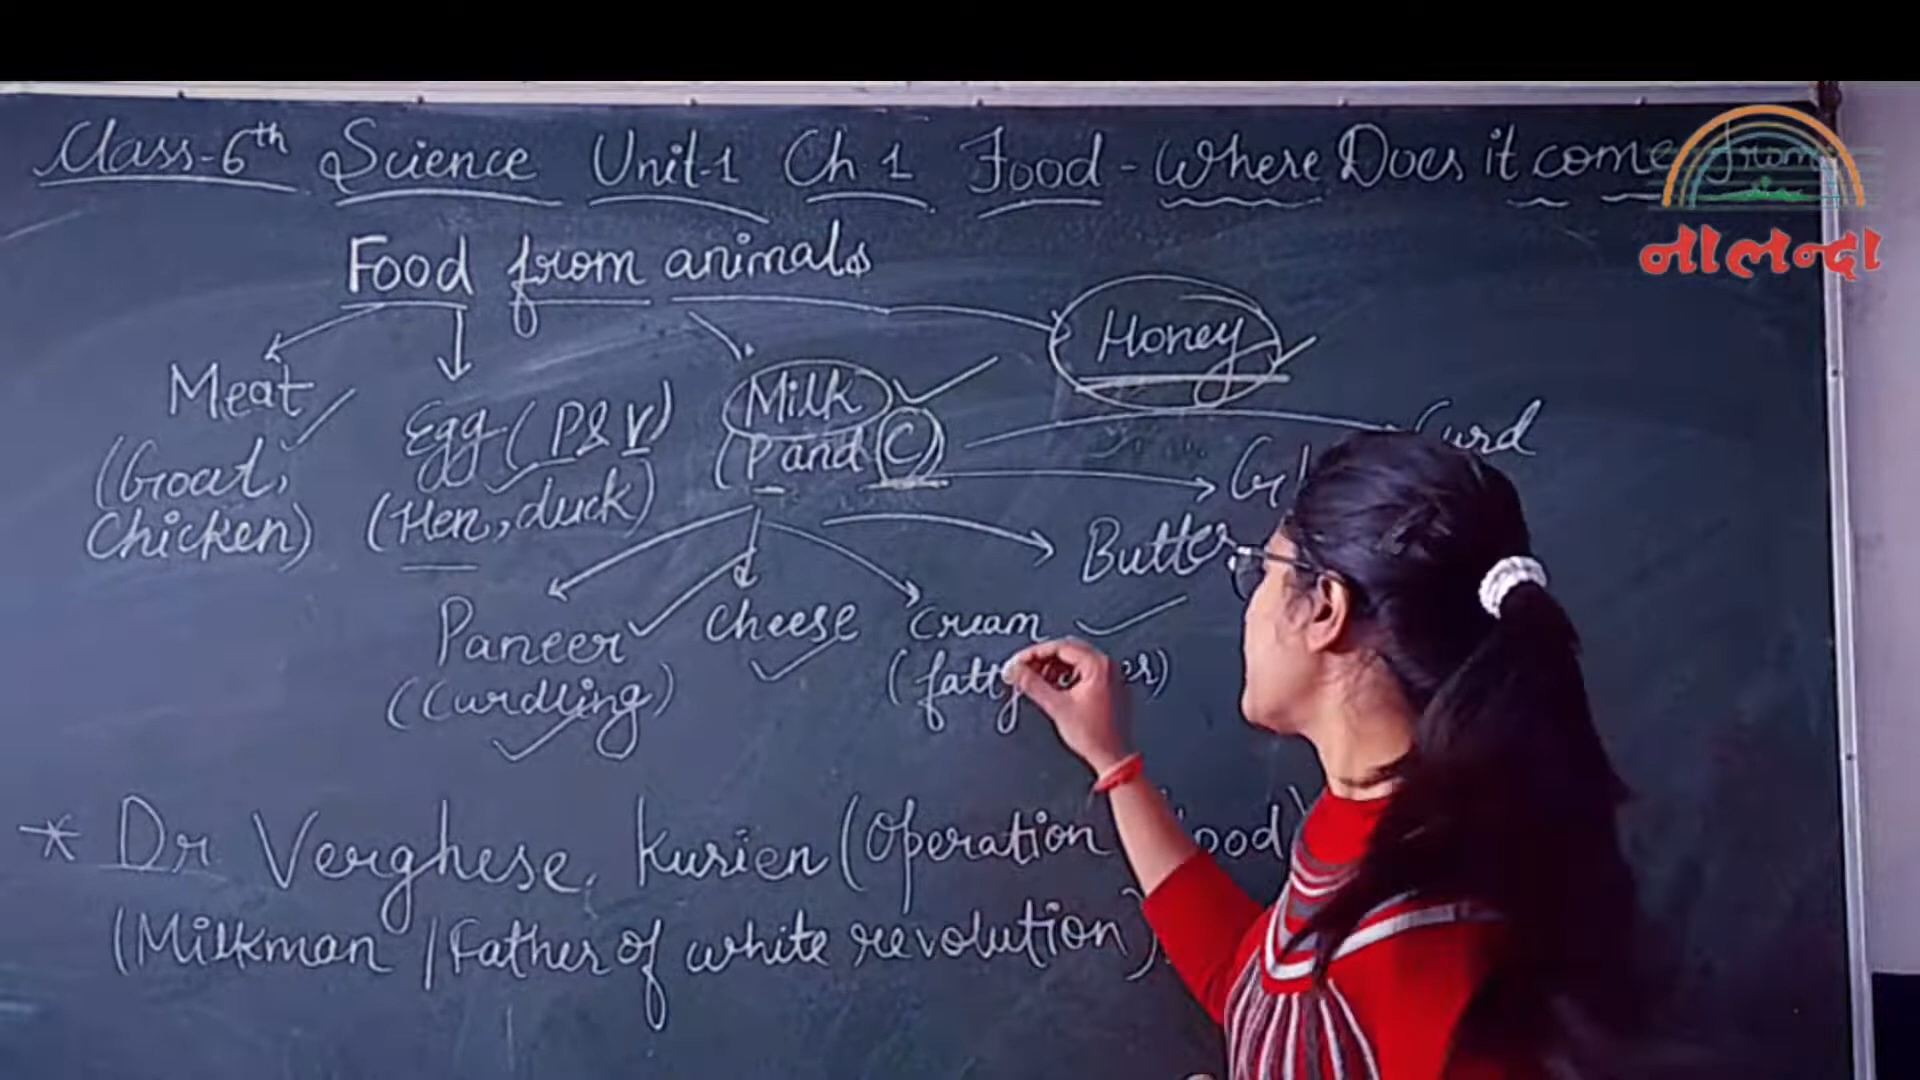 Class-6th Science Unit-1 Ch 1 Food - Where Does it come from
नालन्दा
Food from animals
Honey
Meat
Milk
Egg (P & V)
Curd
(Goat,
(P and C)
Chicken)
(Hen, duck)
Butter
Paneer
cheese
cream
(Curdling)
* Dr Verghese, Kurien (Operation
(Milkman / Father of white revolution)